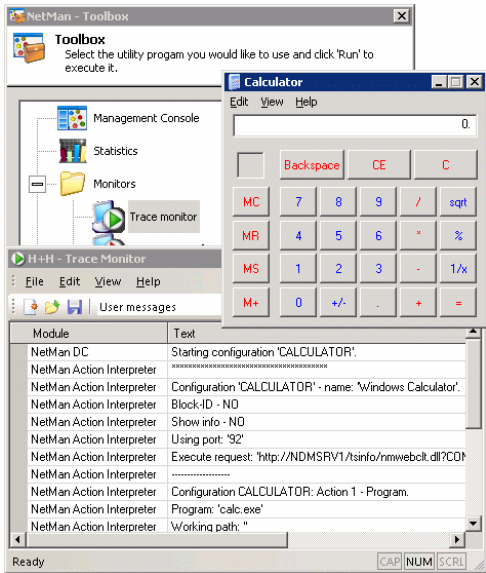 NetMan - Toolbox
Toolbox
Select the utility progam you would like to use and click 'Run' to
execute it.
Management Console
Statistics
Monitors
Trace monitor
Calculator
Edit View Help
0.
Backspace CE C
MC 7 8 9 / sqrt
MR 4 5 6 * %
MS 1 2 3 - 1/x
M+ 0 +/- . + =
H+H - Trace Monitor
File Edit View Help
User messages
Module Text
NetMan DC Starting configuration 'CALCULATOR'.
NetMan Action Interpreter
NetMan Action Interpreter Configuration 'CALCULATOR' - name: 'Windows Calculator'.
NetMan Action Interpreter Block-ID - NO
NetMan Action Interpreter Show info - NO
NetMan Action Interpreter Using port: '92'
NetMan Action Interpreter Execute request: 'http://NDMSRV1/tsinfo/nmwebclt.dll?CON
NetMan Action Interpreter -------------------
NetMan Action Interpreter Configuration CALCULATOR: Action 1 - Program.
NetMan Action Interpreter Program: 'calc.exe'
NetMan Action Interpreter Working path: ''
Ready CAP NUM SCRL